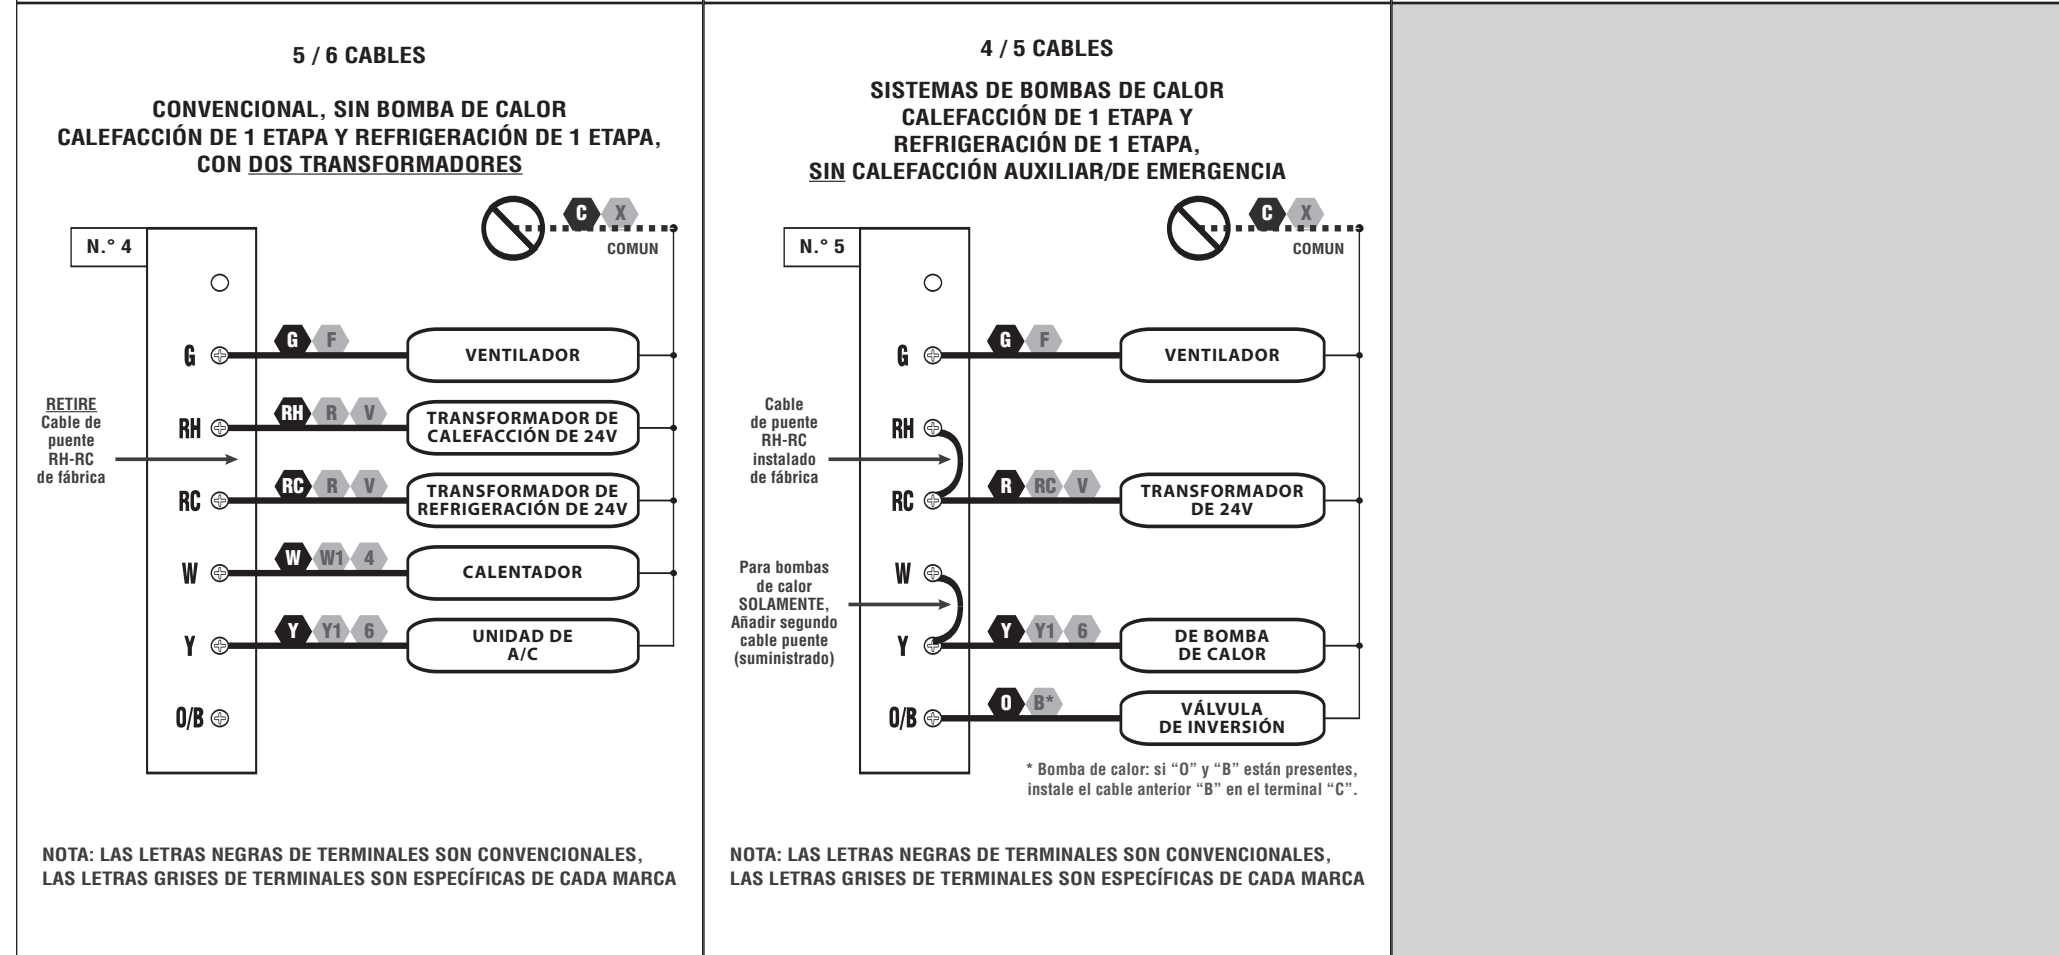 5 / 6 CABLES
CONVENCIONAL, SIN BOMBA DE CALOR
CALEFACCIÓN DE 1 ETAPA Y REFRIGERACIÓN DE 1 ETAPA,
CON DOS TRANSFORMADORES
C X
COMUN
N.° 4
G
G F
VENTILADOR
RETIRE
Cable de
puente
RH-RC
de fábrica
RH
RH R V
TRANSFORMADOR DE
CALEFACCIÓN DE 24V
RC
RC R V
TRANSFORMADOR DE
REFRIGERACIÓN DE 24V
W
W W1 4
CALENTADOR
Y
Y Y1 6
UNIDAD DE
A/C
O/B
NOTA: LAS LETRAS NEGRAS DE TERMINALES SON CONVENCIONALES,
LAS LETRAS GRISES DE TERMINALES SON ESPECÍFICAS DE CADA MARCA
4 / 5 CABLES
SISTEMAS DE BOMBAS DE CALOR
CALEFACCIÓN DE 1 ETAPA Y
REFRIGERACIÓN DE 1 ETAPA,
SIN CALEFACCIÓN AUXILIAR/DE EMERGENCIA
C X
COMUN
N.° 5
G
G F
VENTILADOR
Cable
de puente
RH-RC
instalado
de fábrica
RH
RC
R RC V
TRANSFORMADOR
DE 24V
Para bombas
de calor
SOLAMENTE,
Añadir segundo
cable puente
(suministrado)
W
Y
Y Y1 6
DE BOMBA
DE CALOR
O/B
O B*
VÁLVULA
DE INVERSIÓN
* Bomba de calor: si “O” y “B” están presentes,
instale el cable anterior “B” en el terminal “C”.
NOTA: LAS LETRAS NEGRAS DE TERMINALES SON CONVENCIONALES,
LAS LETRAS GRISES DE TERMINALES SON ESPECÍFICAS DE CADA MARCA